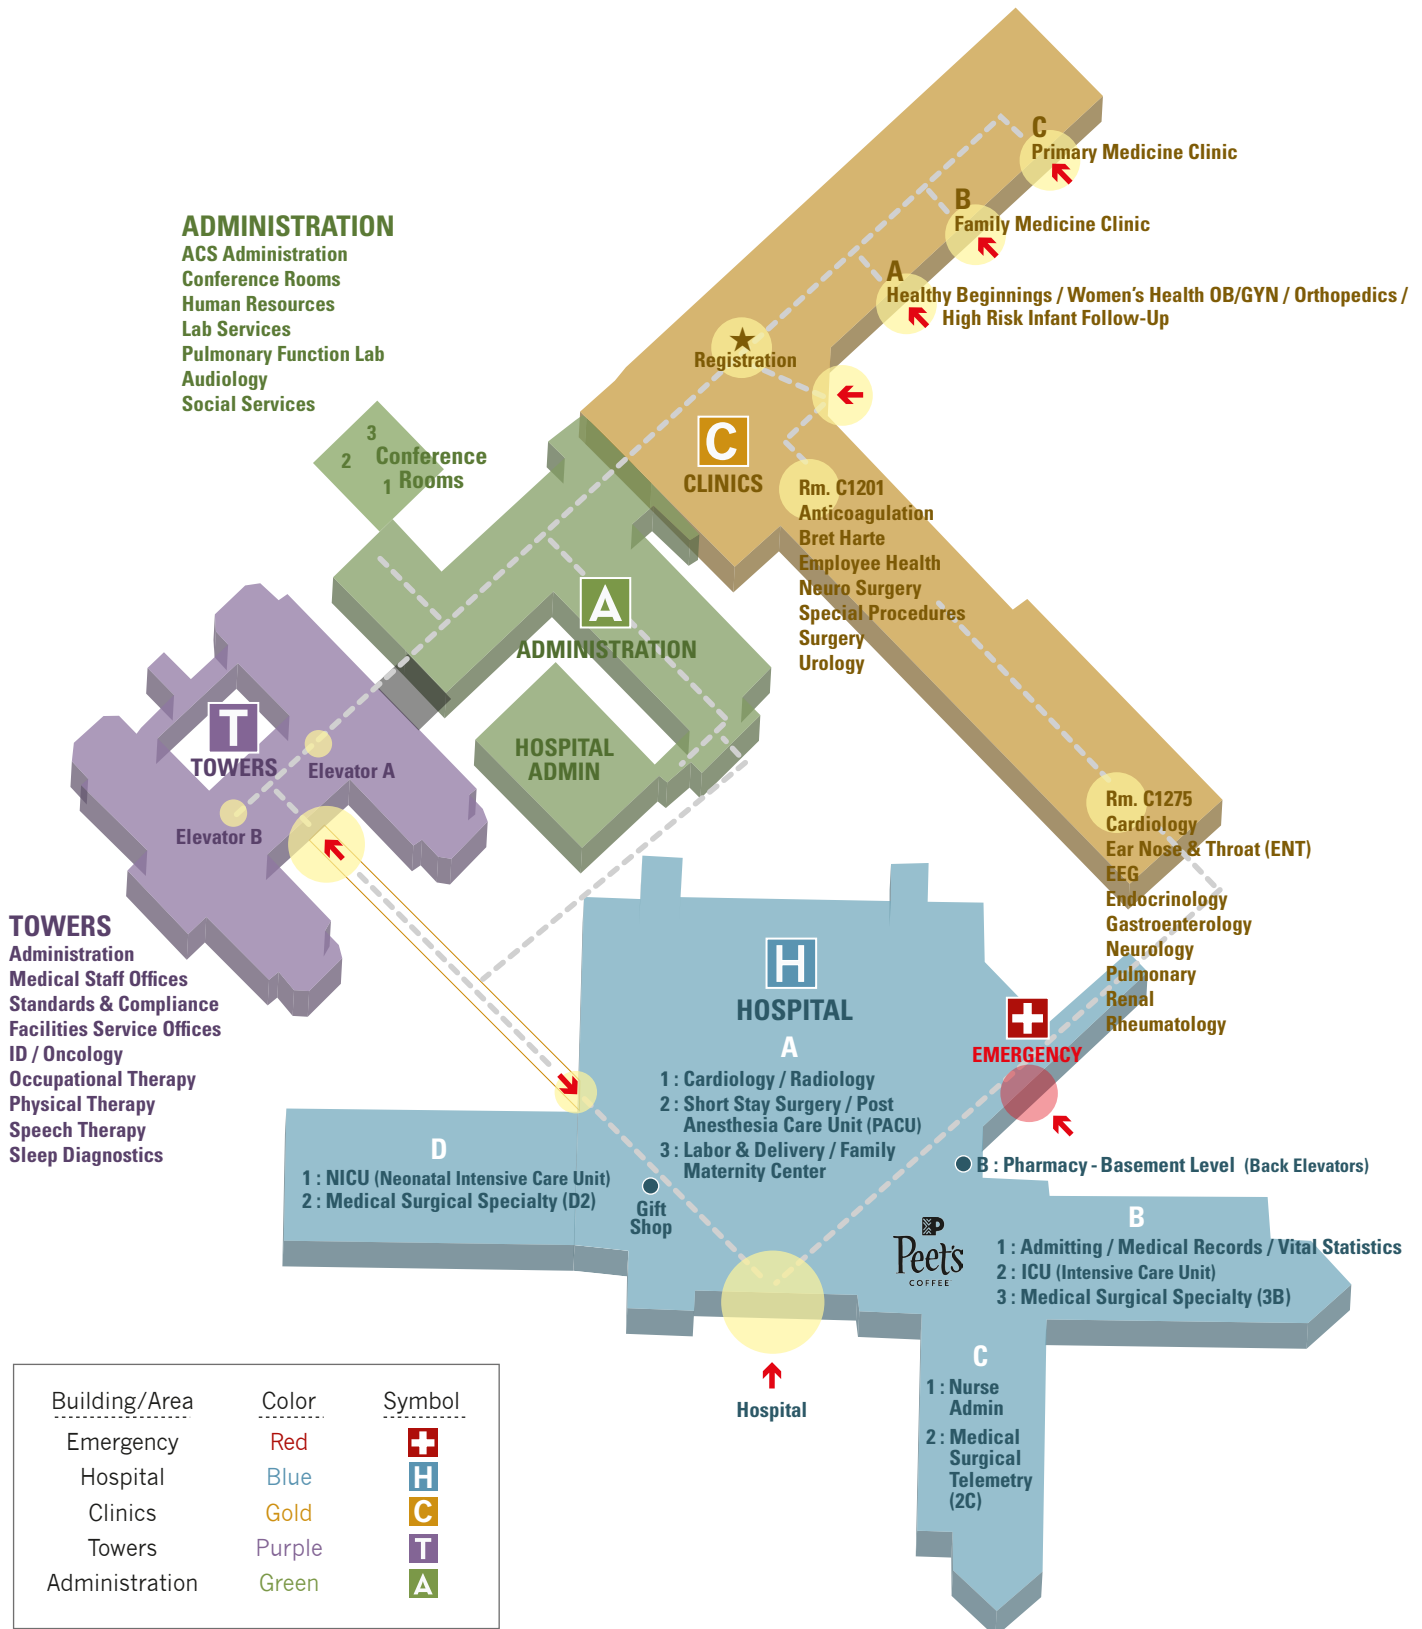 C
Primary Medicine Clinic
B
Family Medicine Clinic
A
Healthy Beginnings / Women's Health OB/GYN / Orthopedics /
High Risk Infant Follow-Up
ADMINISTRATION
ACS Administration
Conference Rooms
Human Resources
Lab Services
Pulmonary Function Lab
Audiology
Social Services
Registration
C
CLINICS
3
2
1
Conference
Rooms
Rm. C1201
Anticoagulation
Bret Harte
Employee Health
Neuro Surgery
Special Procedures
Surgery
Urology
A
ADMINISTRATION
HOSPITAL
ADMIN
T
TOWERS
Elevator A
Elevator B
Rm. C1275
Cardiology
Ear Nose & Throat (ENT)
EEG
Endocrinology
Gastroenterology
Neurology
Pulmonary
Renal
Rheumatology
TOWERS
Administration
Medical Staff Offices
Standards & Compliance
Facilities Service Offices
ID / Oncology
Occupational Therapy
Physical Therapy
Speech Therapy
Sleep Diagnostics
H
HOSPITAL
EMERGENCY
A
1 : Cardiology / Radiology
2 : Short Stay Surgery / Post
Anesthesia Care Unit (PACU)
3 : Labor & Delivery / Family
Maternity Center
D
1 : NICU (Neonatal Intensive Care Unit)
2 : Medical Surgical Specialty (D2)
Gift
Shop
B : Pharmacy - Basement Level (Back Elevators)
Peet's
COFFEE
B
1 : Admitting / Medical Records / Vital Statistics
2 : ICU (Intensive Care Unit)
3 : Medical Surgical Specialty (3B)
C
1 : Nurse
Admin
2 : Medical
Surgical
Telemetry
(2C)
Hospital
Building/Area Color Symbol
Emergency Red
Hospital Blue H
Clinics Gold C
Towers Purple T
Administration Green A